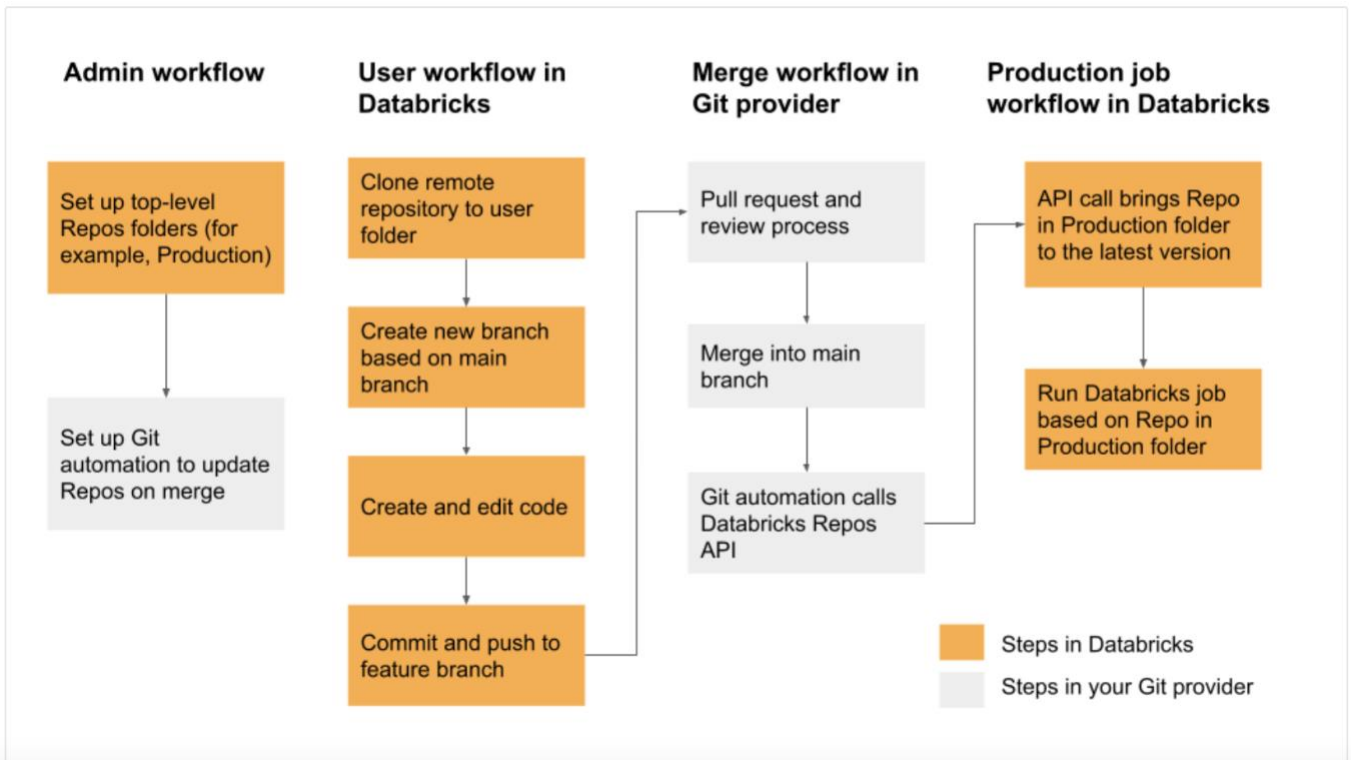 Admin workflow
Set up top-level
Repos folders (for
example, Production)
Set up Git
automation to update
Repos on merge
User workflow in
Databricks
Clone remote
repository to user
folder
Create new branch
based on main
branch
Create and edit code
Commit and push to
feature branch
Merge workflow in
Git provider
Pull request and
review process
Merge into main
branch
Git automation calls
Databricks Repos
API
Production job
workflow in Databricks
API call brings Repo
in Production folder
to the latest version
Run Databricks job
based on Repo in
Production folder
Steps in Databricks
Steps in your Git provider